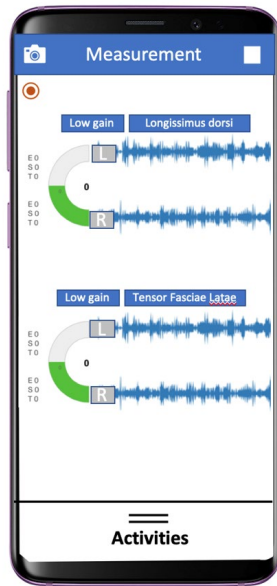 Measurement
Low gain Longissimus dorsi
L
E0
S0
T0
0
E0
S0
T0
R
Low gain Tensor Fasciae Latae
L
E0
S0
T0
0
E0
S0
T0
R
Activities